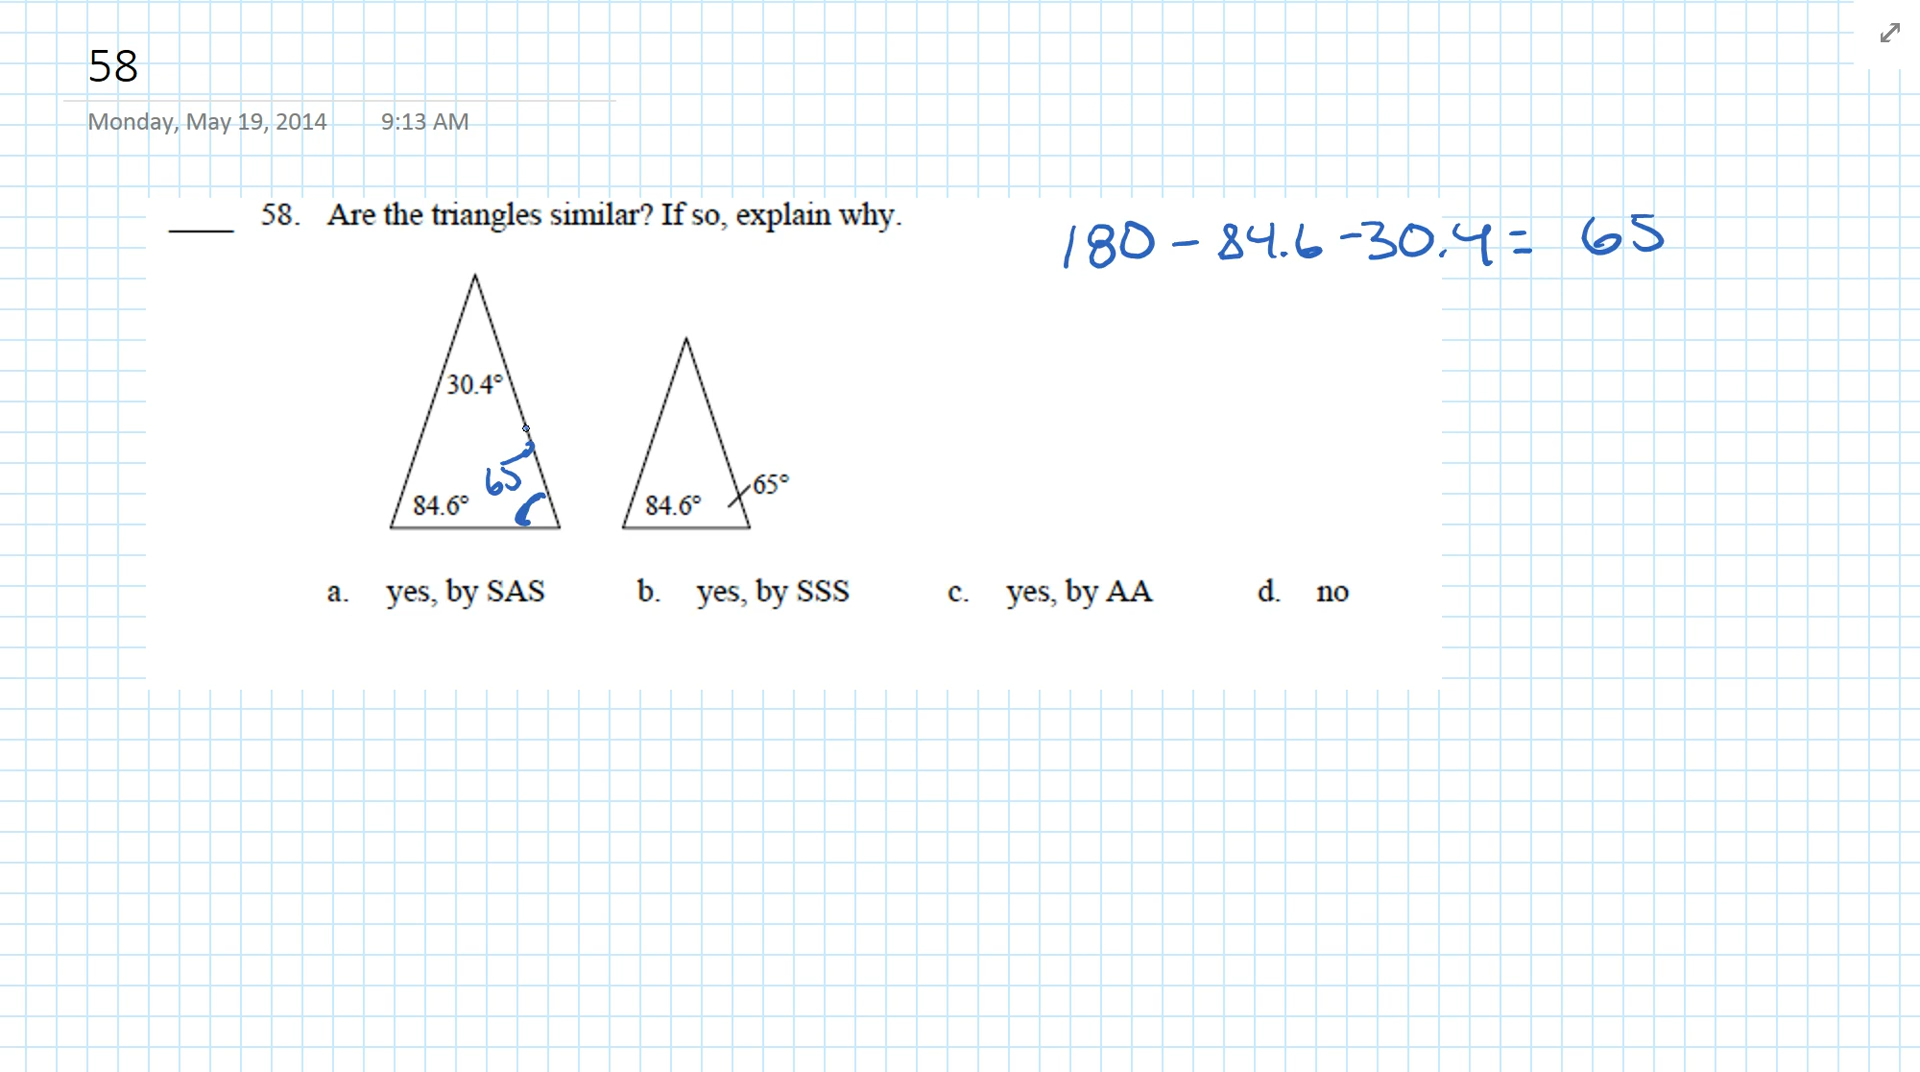 58
Monday, May 19, 2014 9:13 AM
____ 58. Are the triangles similar? If so, explain why.
180 - 84.6 - 30.4 = 65
30.4°
65
84.6°
84.6°
65°
a. yes, by SAS b. yes, by SSS c. yes, by AA d. no